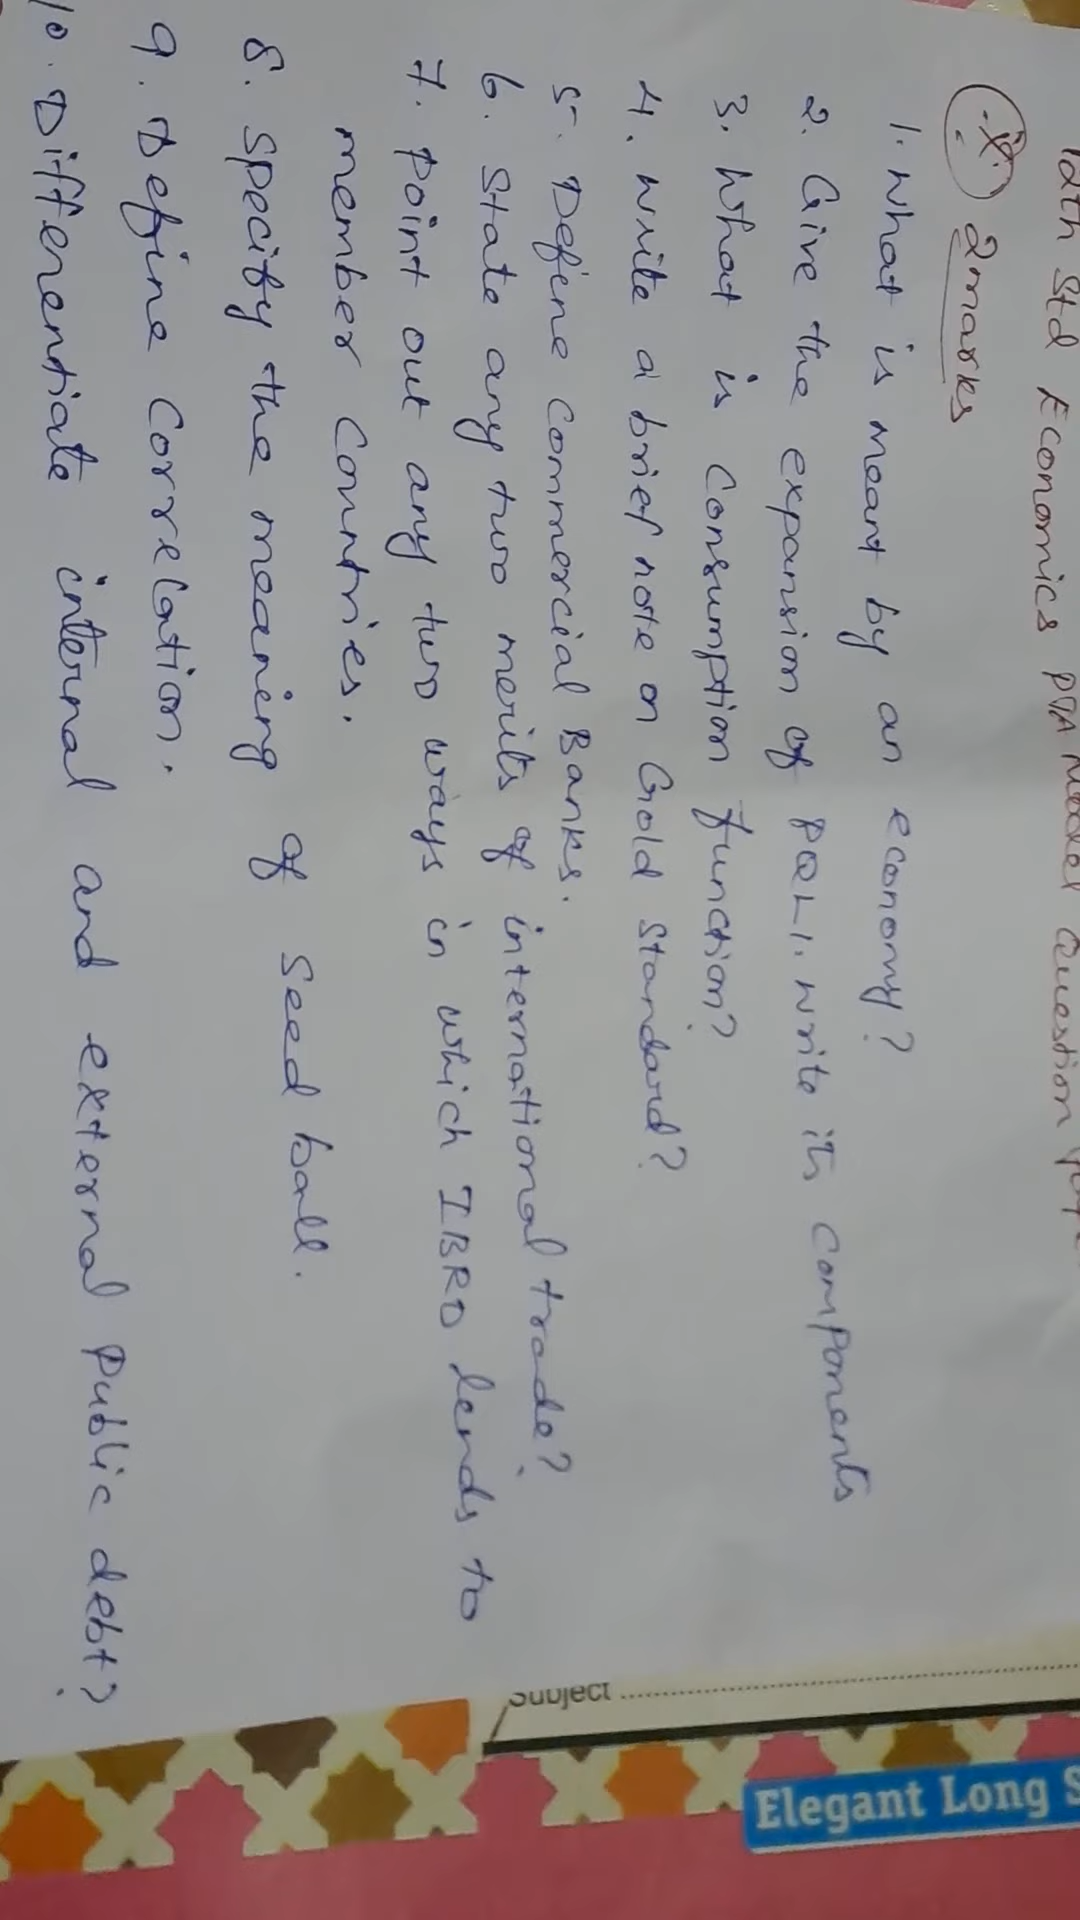 Std Economics PTA Model Question
2marks
1. What is meant by an economy?
2. Give the expansion of PQLI, write its components
3. What is Consumption function?
4. Write a brief note on Gold Standard?
5. Define Commercial Banks.
6. State any two merits of international trade?
7. Point out any two ways in which IBRD lends to
member Countries.
8. Specify the meaning of seed ball.
9. Define Correlation.
10. Differentiate internal and external Public debt?
Subject
Elegant Long